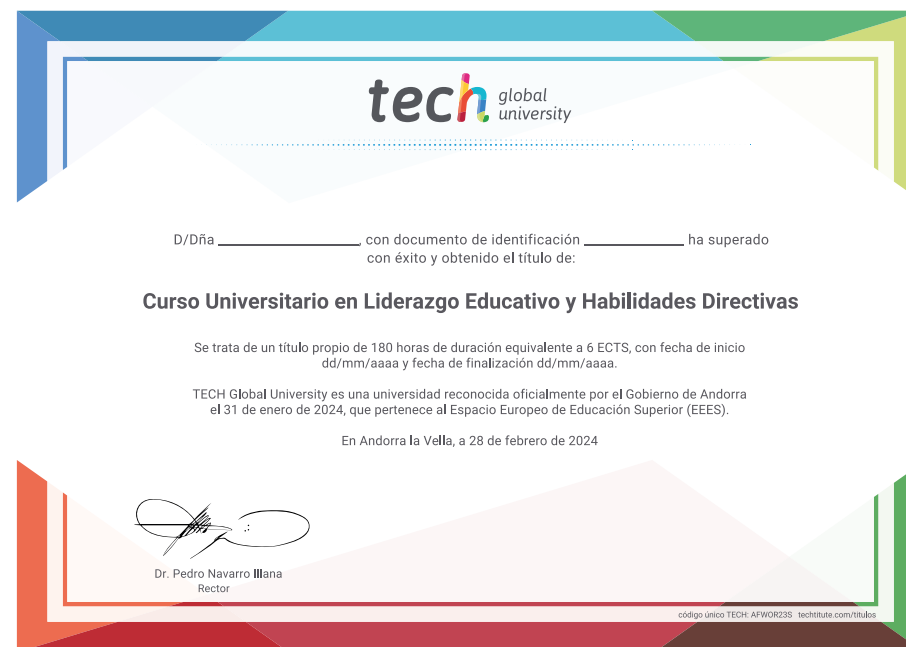 tech global university
D/Dña ____________________, con documento de identificación ______________ ha superado
con éxito y obtenido el título de:
Curso Universitario en Liderazgo Educativo y Habilidades Directivas
Se trata de un título propio de 180 horas de duración equivalente a 6 ECTS, con fecha de inicio
dd/mm/aaaa y fecha de finalización dd/mm/aaaa.
TECH Global University es una universidad reconocida oficialmente por el Gobierno de Andorra
el 31 de enero de 2024, que pertenece al Espacio Europeo de Educación Superior (EEES).
En Andorra la Vella, a 28 de febrero de 2024
Dr. Pedro Navarro Illana
Rector
código único TECH: AFWOR23S techtitute.com/titulos